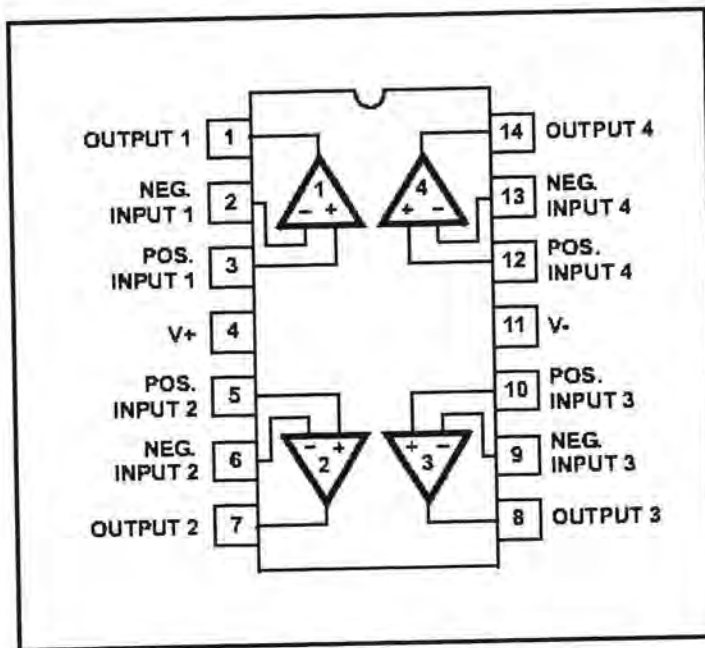 OUTPUT 1
1
NEG.
INPUT 1
2
POS.
INPUT 1
3
V+
4
POS.
INPUT 2
5
NEG.
INPUT 2
6
OUTPUT 2
7
1
- +
4
+ -
- +
2
+ -
3
14
OUTPUT 4
13
NEG.
INPUT 4
12
POS.
INPUT 4
11
V-
10
POS.
INPUT 3
9
NEG.
INPUT 3
8
OUTPUT 3